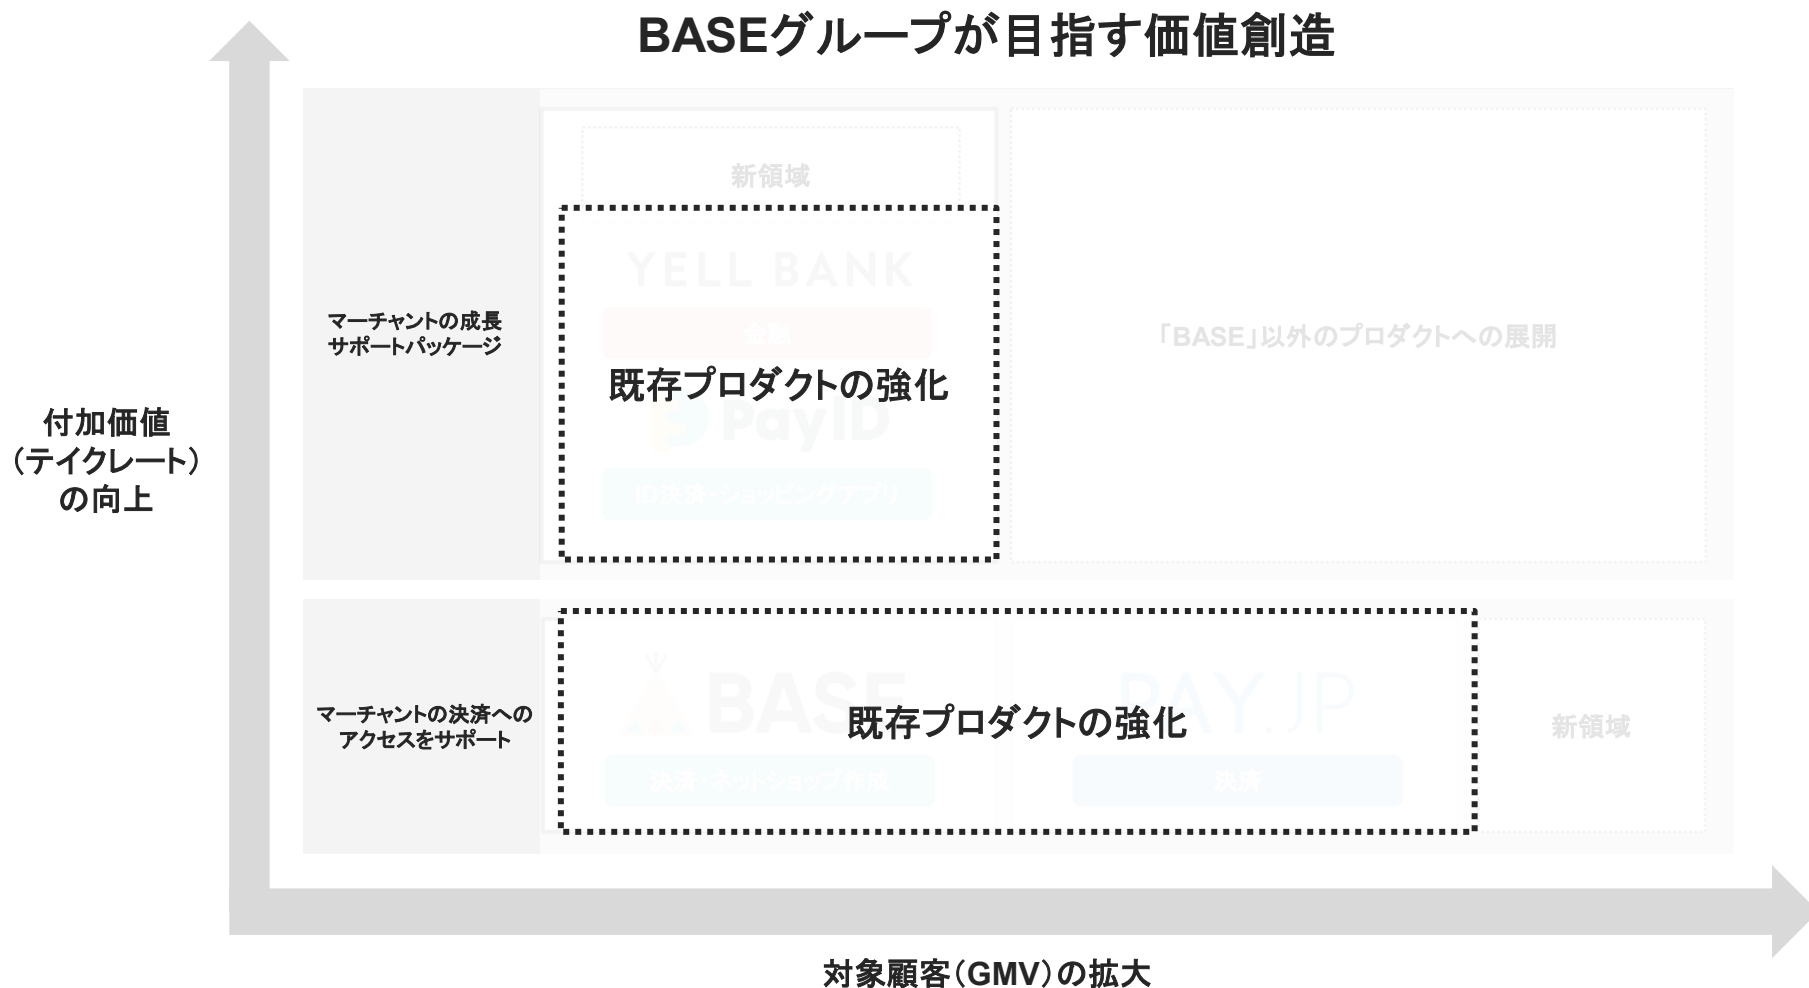 BASEグループが目指す価値創造
新領域
YELL BANK
金融
マーチャントの成長
サポートパッケージ
「BASE」以外のプロダクトへの展開
既存プロダクトの強化
Pay ID
ID決済・ショッピングアプリ
付加価値
（テイクレート）
の向上
BASE
PAY.JP
マーチャントの決済への
アクセスをサポート
既存プロダクトの強化
新領域
決済・ネットショップ作成
決済
対象顧客（GMV）の拡大